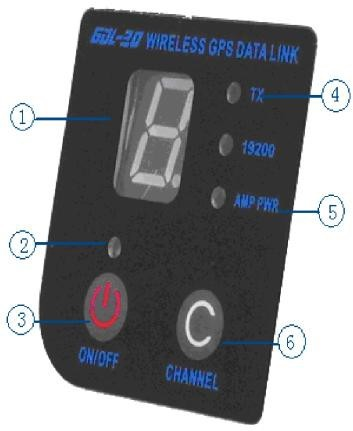 GDL-20 WIRELESS GPS DATA LINK
① 8.
TX ④
19200
AMP PWR ⑤
②
③
ON/OFF
C ⑥
CHANNEL